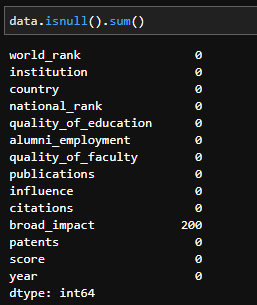 data.isnull().sum()
world_rank 0
institution 0
country 0
national_rank 0
quality_of_education 0
alumni_employment 0
quality_of_faculty 0
publications 0
influence 0
citations 0
broad_impact 200
patents 0
score 0
year 0
dtype: int64